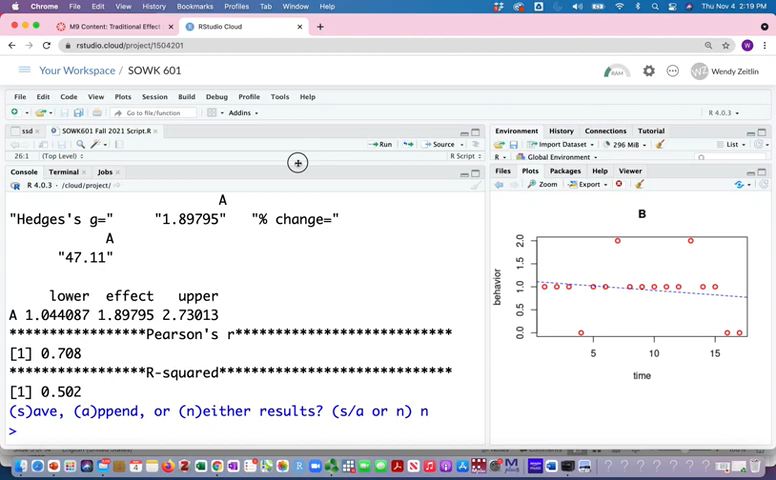 Chrome File Edit View History Bookmarks Profiles Tab Window Help
Thu Nov 4 2:19 PM
M9 Content: Traditional Effect
RStudio Cloud
rstudio.cloud/project/1504201
W
Your Workspace / SOWK 601
RAM
WZ Wendy Zeitlin
File Edit Code View Plots Session Build Debug Profile Tools Help
Go to file/function
Addins
R 4.0.3
ssd
SOWK601 Fall 2021 Script.R
Run
Source
26:1 (Top Level)
R Script
Console Terminal Jobs
R 4.0.3 · /cloud/project/
A
"Hedges's g=" "1.89795" "% change="
A
"47.11"
lower effect upper
A 1.044087 1.89795 2.73013
*****************Pearson's r***************************
[1] 0.708
*****************R-squared*****************************
[1] 0.502
(s)ave, (a)ppend, or (n)either results? (s/a or n) n
>
Environment History Connections Tutorial
Import Dataset
296 MiB
List
R
Global Environment
Files Plots Packages Help Viewer
Zoom
Export
B
behavior
2.0
1.5
1.0
0.5
0.0
5 10 15
time